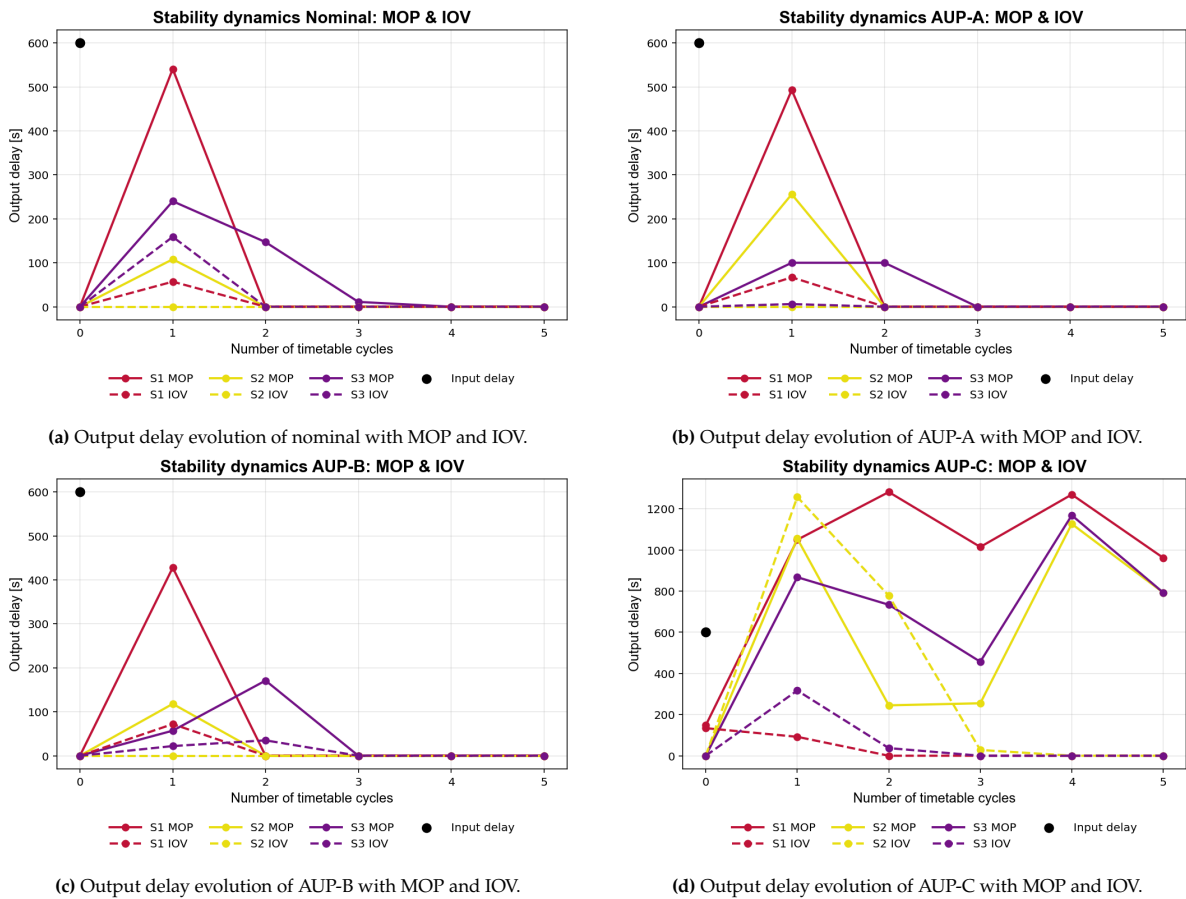 Stability dynamics Nominal: MOP & IOV
600
500
400
300
200
100
0
Output delay [s]
0 1 2 3 4 5
Number of timetable cycles
S1 MOP S2 MOP S3 MOP Input delay
S1 IOV S2 IOV S3 IOV
(a) Output delay evolution of nominal with MOP and IOV.
Stability dynamics AUP-A: MOP & IOV
600
500
400
300
200
100
0
Output delay [s]
0 1 2 3 4 5
Number of timetable cycles
S1 MOP S2 MOP S3 MOP Input delay
S1 IOV S2 IOV S3 IOV
(b) Output delay evolution of AUP-A with MOP and IOV.
Stability dynamics AUP-B: MOP & IOV
600
500
400
300
200
100
0
Output delay [s]
0 1 2 3 4 5
Number of timetable cycles
S1 MOP S2 MOP S3 MOP Input delay
S1 IOV S2 IOV S3 IOV
(c) Output delay evolution of AUP-B with MOP and IOV.
Stability dynamics AUP-C: MOP & IOV
1200
1000
800
600
400
200
0
Output delay [s]
0 1 2 3 4 5
Number of timetable cycles
S1 MOP S2 MOP S3 MOP Input delay
S1 IOV S2 IOV S3 IOV
(d) Output delay evolution of AUP-C with MOP and IOV.